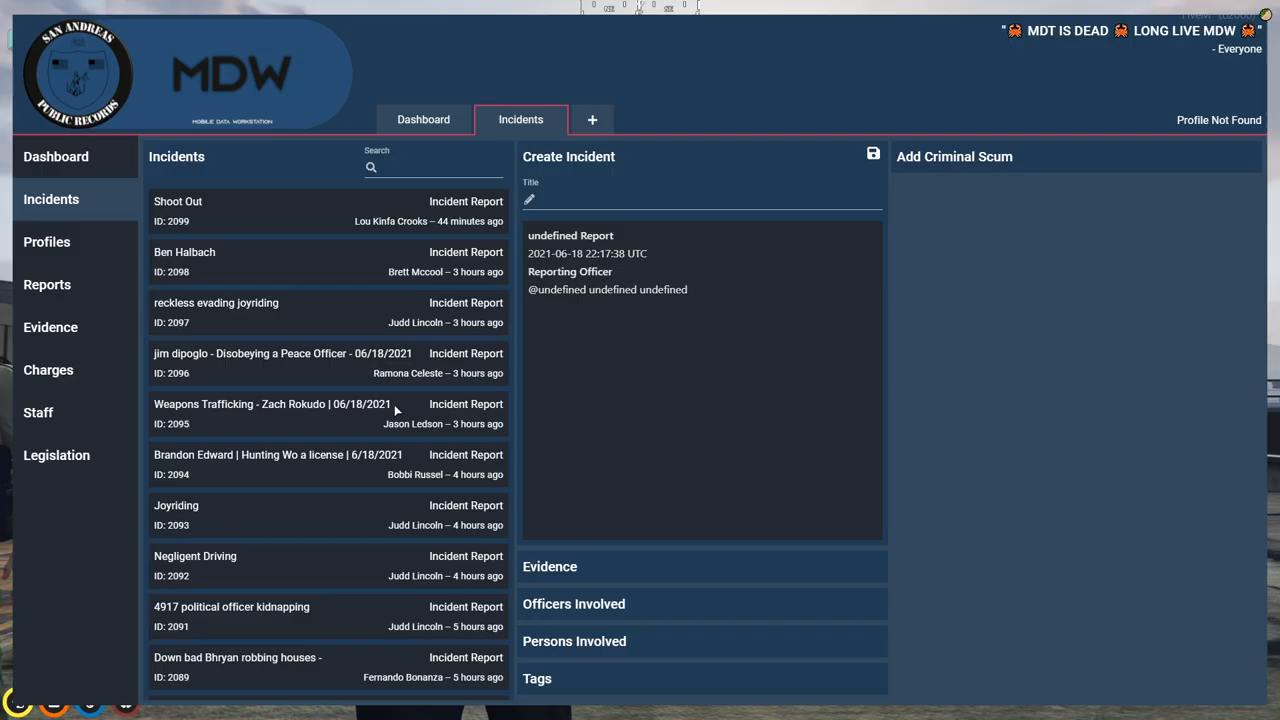 NE
SE
SAN ANDREAS
PUBLIC RECORDS
MDW
MOBILE DATA WORKSTATION
" MDT IS DEAD LONG LIVE MDW "
- Everyone
Dashboard
Incidents
+
Profile Not Found
Dashboard
Incidents
Profiles
Reports
Evidence
Charges
Staff
Legislation
Incidents
Search
Shoot Out Incident Report
ID: 2099 Lou Kinfa Crooks – 44 minutes ago
Ben Halbach Incident Report
ID: 2098 Brett Mccool – 3 hours ago
reckless evading joyriding Incident Report
ID: 2097 Judd Lincoln – 3 hours ago
jim dipoglo - Disobeying a Peace Officer - 06/18/2021 Incident Report
ID: 2096 Ramona Celeste – 3 hours ago
Weapons Trafficking - Zach Rokudo | 06/18/2021 Incident Report
ID: 2095 Jason Ledson – 3 hours ago
Brandon Edward | Hunting Wo a license | 6/18/2021 Incident Report
ID: 2094 Bobbi Russel – 4 hours ago
Joyriding Incident Report
ID: 2093 Judd Lincoln – 4 hours ago
Negligent Driving Incident Report
ID: 2092 Judd Lincoln – 4 hours ago
4917 political officer kidnapping Incident Report
ID: 2091 Judd Lincoln – 5 hours ago
Down bad Bhryan robbing houses - Incident Report
ID: 2089 Fernando Bonanza – 5 hours ago
Create Incident
Title
undefined Report
2021-06-18 22:17:38 UTC
Reporting Officer
@undefined undefined undefined
Evidence
Officers Involved
Persons Involved
Tags
Add Criminal Scum